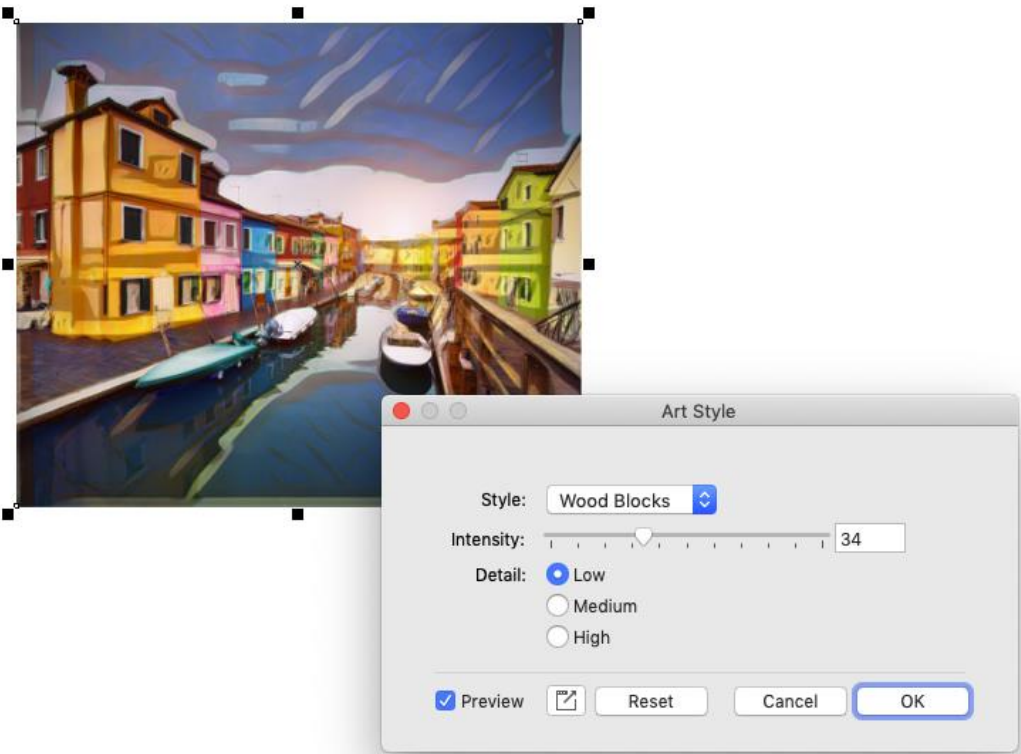 Art Style
Style: Wood Blocks
Intensity: 34
Detail: Low
Medium
High
Preview Reset Cancel OK